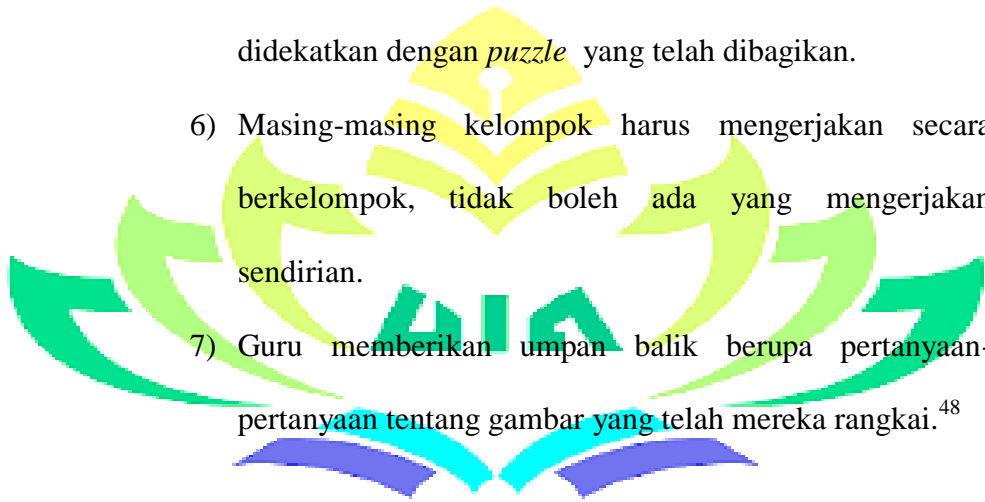 didekatkan dengan puzzle yang telah dibagikan.
6) Masing-masing kelompok harus mengerjakan secara
berkelompok, tidak boleh ada yang mengerjakan
sendirian.
7) Guru memberikan umpan balik berupa pertanyaan-
pertanyaan tentang gambar yang telah mereka rangkai.48